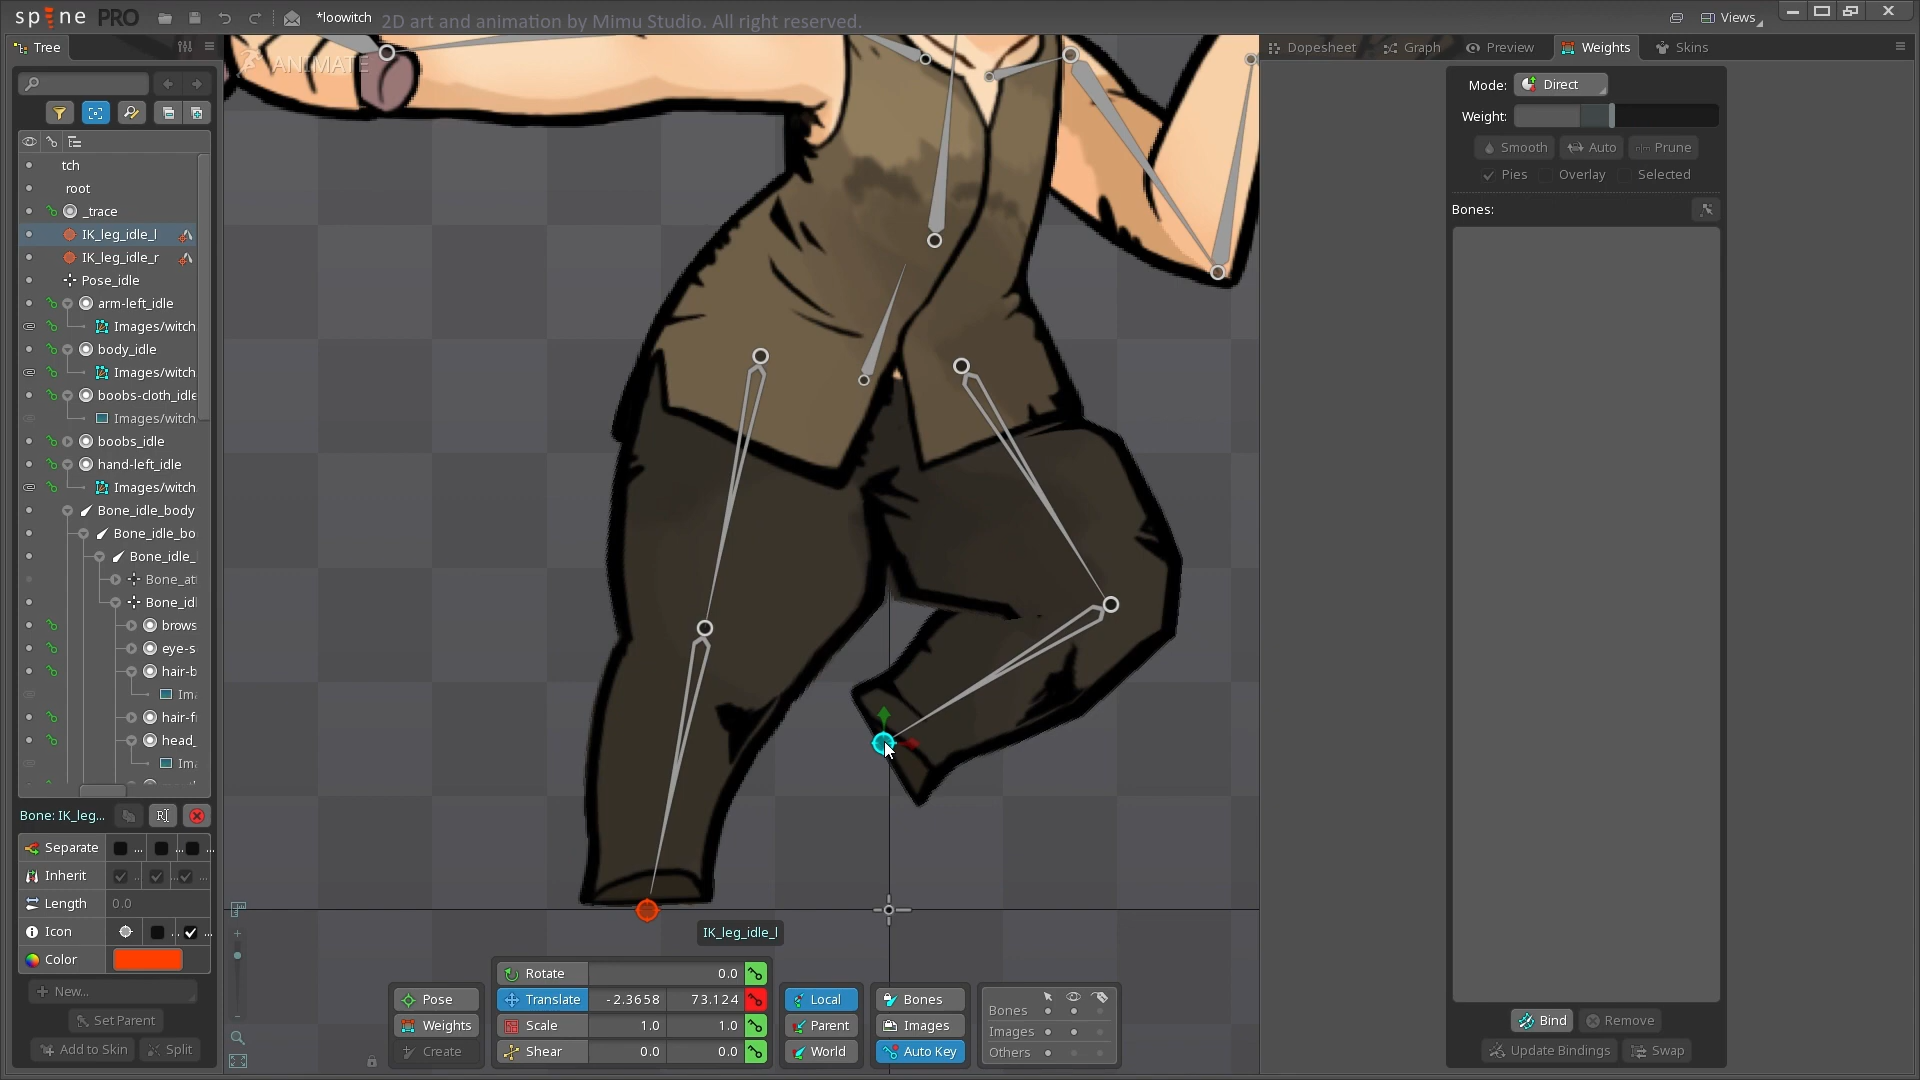 spine PRO
*loowitch
2D art and animation by Mimu Studio. All right reserved.
Views
Tree
ANIMATE
Dopesheet
Graph
Preview
Weights
Skins
tch
root
_trace
IK_leg_idle_l
IK_leg_idle_r
Pose_idle
arm-left_idle
Images/witch
body_idle
Images/witch
boobs-cloth_idle
Images/witch
boobs_idle
hand-left_idle
Images/witch
Bone_idle_body
Bone_idle_bo
Bone_idle_
Bone_at
Bone_id
brows
eye-s
hair-b
Ima
hair-f
head_
Ima
Bone: IK_leg...
Separate
Inherit
Length 0.0
Icon
Color
New...
Set Parent
Add to Skin
Split
IK_leg_idle_l
Pose
Weights
Create
Rotate 0.0
Translate -2.3658 73.124
Scale 1.0 1.0
Shear 0.0 0.0
Local
Parent
World
Bones
Images
Auto Key
Bones
Images
Others
Mode: Direct
Weight:
Smooth
Auto
Prune
Pies
Overlay
Selected
Bones:
Bind
Remove
Update Bindings
Swap